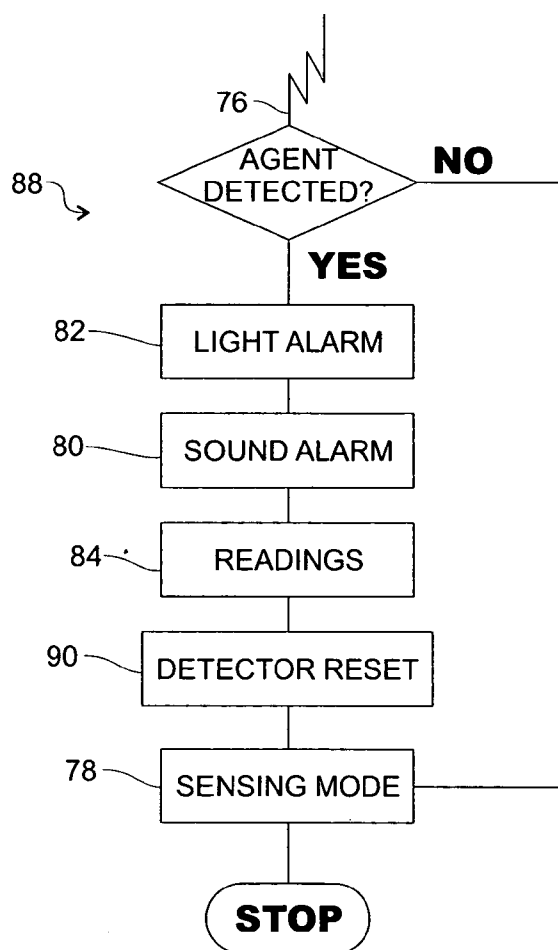 76
AGENT
DETECTED?
NO
88
YES
82
LIGHT ALARM
80
SOUND ALARM
84
READINGS
90
DETECTOR RESET
78
SENSING MODE
STOP